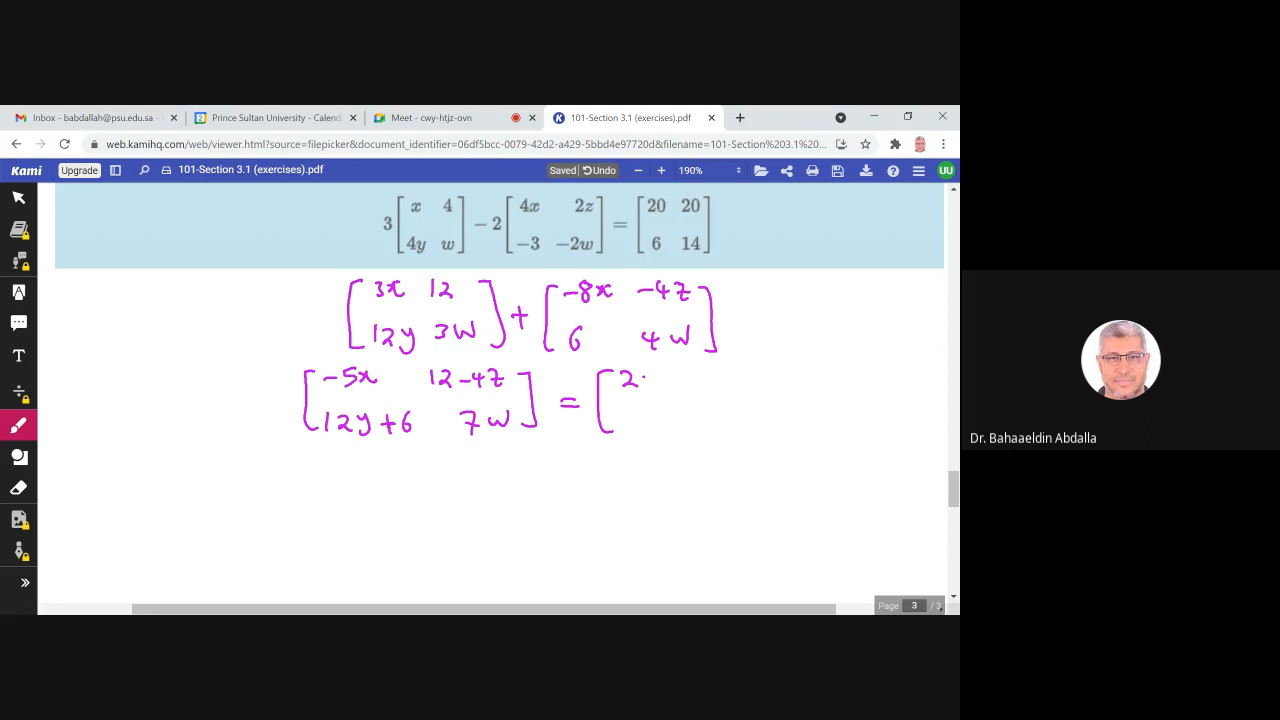 Inbox - babdallah@psu.edu.sa -
Prince Sultan University - Calend
Meet - cwy-htjz-ovn
101-Section 3.1 (exercises).pdf
web.kamihq.com/web/viewer.html?source=filepicker&document_identifier=06df5bcc-0079-42d2-a429-5bbd4e97720d&filename=101-Section%203.1%20...
Kami Upgrade 101-Section 3.1 (exercises).pdf Saved Undo 190% UU
3 [ x 4 ] - 2 [ 4x 2z ] = [ 20 20 ]
[ 4y w ] [ -3 -2w ] [ 6 14 ]
[ 3x 12 ] + [ -8x -4z ]
[ 12y 3w ] [ 6 4w ]
[ -5x 12-4z ] = [ 2
[ 12y+6 7w ]
Dr. Bahaaeldin Abdalla
Page 3 / 3